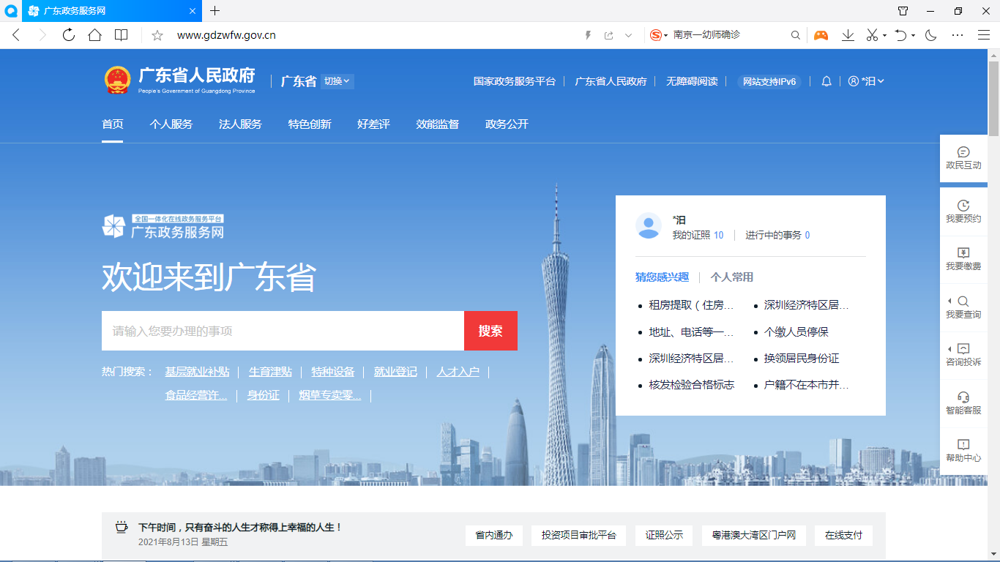 广东政务服务网
www.gdzwfw.gov.cn
南京一幼师确诊
广东省人民政府
People's Government of Guangdong Province
广东省 切换
国家政务服务平台 广东省人民政府 无障碍阅读 网站支持IPv6 *汨
首页 个人服务 法人服务 特色创新 好差评 效能监督 政务公开
政民互动
我要预约
我要缴费
我要查询
咨询投诉
智能客服
帮助中心
全国一体化在线政务服务平台
广东政务服务网
欢迎来到广东省
请输入您要办理的事项 搜索
热门搜索： 基层就业补贴 生育津贴 特种设备 就业登记 人才入户
食品经营许... 身份证 烟草专卖零...
*汨
我的证照 10 进行中的事务 0
猜您感兴趣 个人常用
租房提取（住房... 深圳经济特区居...
地址、电话等一... 个缴人员停保
深圳经济特区居... 换领居民身份证
核发检验合格标志 户籍不在本市并...
下午时间，只有奋斗的人生才称得上幸福的人生！
2021年8月13日 星期五
省内通办 投资项目审批平台 证照公示 粤港澳大湾区门户网 在线支付